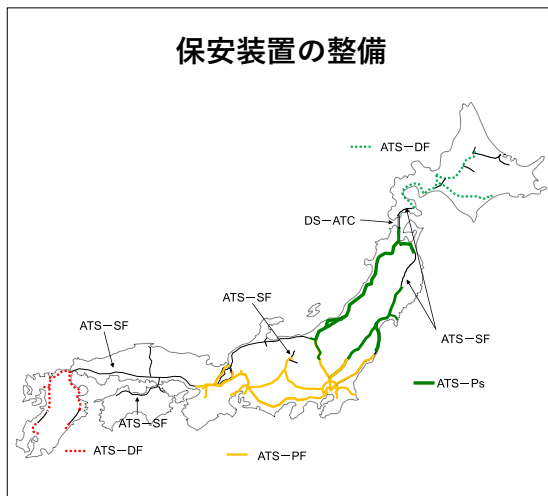 保安装置の整備
ATS－DF
DS－ATC
ATS－SF
ATS－SF
ATS－SF
ATS－Ps
ATS－SF
ATS－DF
ATS－PF